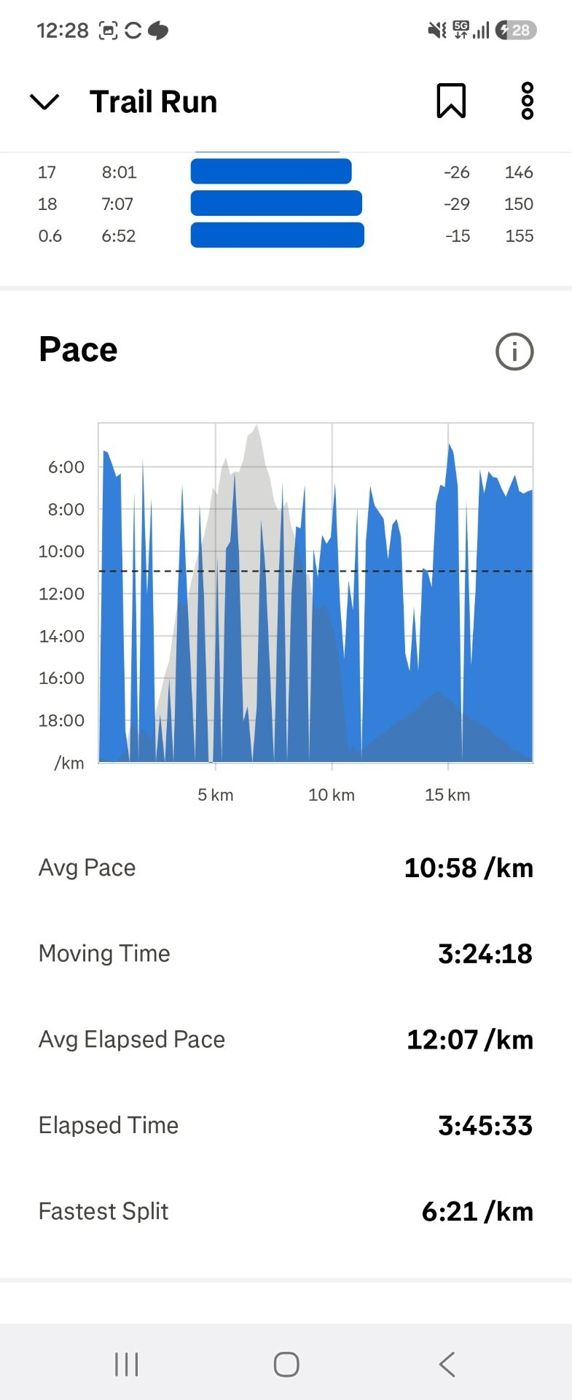 12:28 5G 28
Trail Run
17 8:01 -26 146
18 7:07 -29 150
0.6 6:52 -15 155
Pace
6:00
8:00
10:00
12:00
14:00
16:00
18:00
/km
5 km 10 km 15 km
Avg Pace 10:58 /km
Moving Time 3:24:18
Avg Elapsed Pace 12:07 /km
Elapsed Time 3:45:33
Fastest Split 6:21 /km